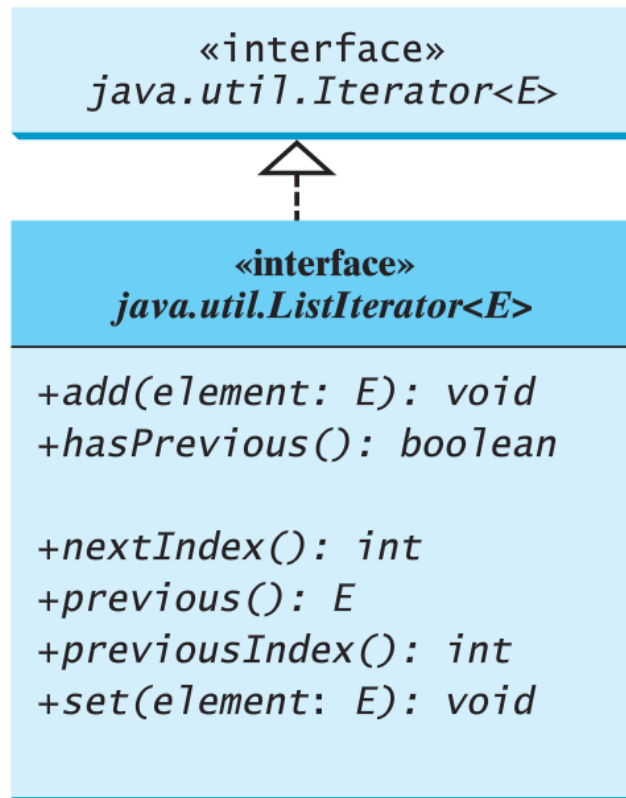 «interface»
java.util.Iterator<E>
«interface»
java.util.ListIterator<E>
+add(element: E): void
+hasPrevious(): boolean
+nextIndex(): int
+previous(): E
+previousIndex(): int
+set(element: E): void